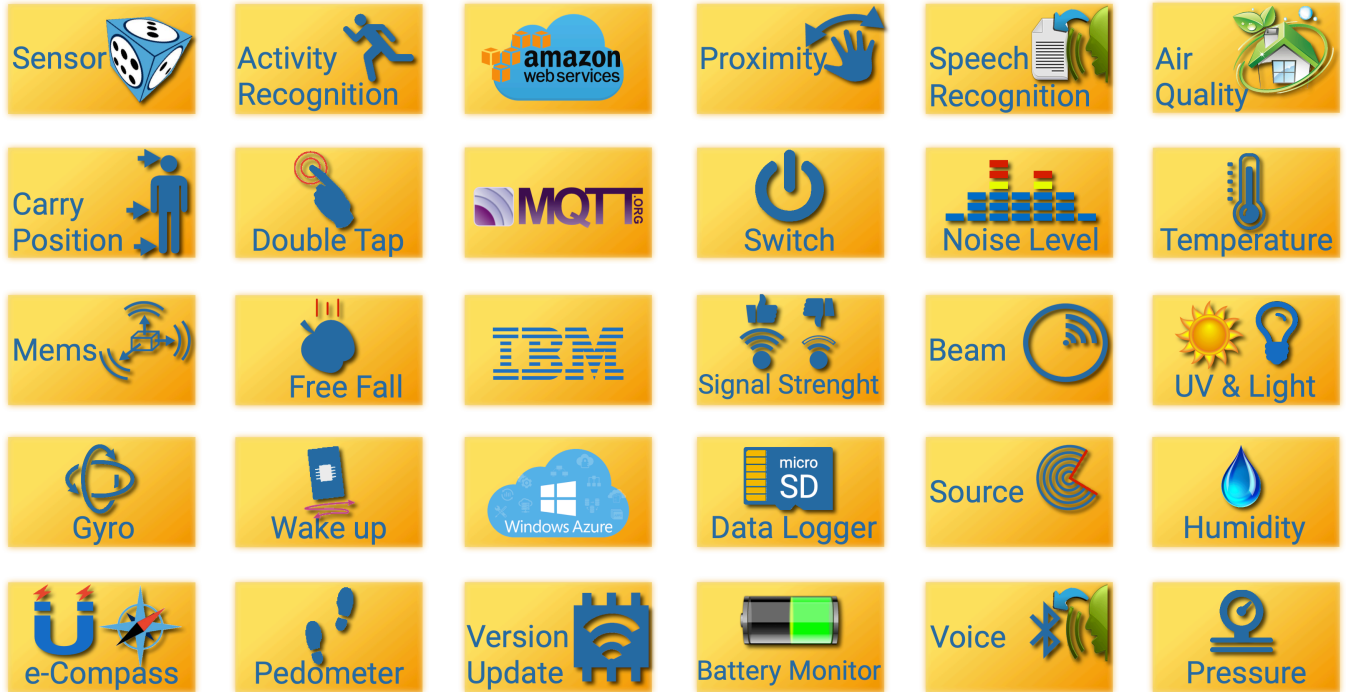 Sensor
Activity
Recognition
amazon
web services
Proximity
Speech
Recognition
Air
Quality
Carry
Position
Double Tap
MQTT
.ORG
Switch
Noise Level
Temperature
Mems
Free Fall
IBM
Signal Strenght
Beam
UV & Light
Gyro
Wake up
Windows Azure
micro
SD
Data Logger
Source
Humidity
e-Compass
Pedometer
Version
Update
Battery Monitor
Voice
Pressure